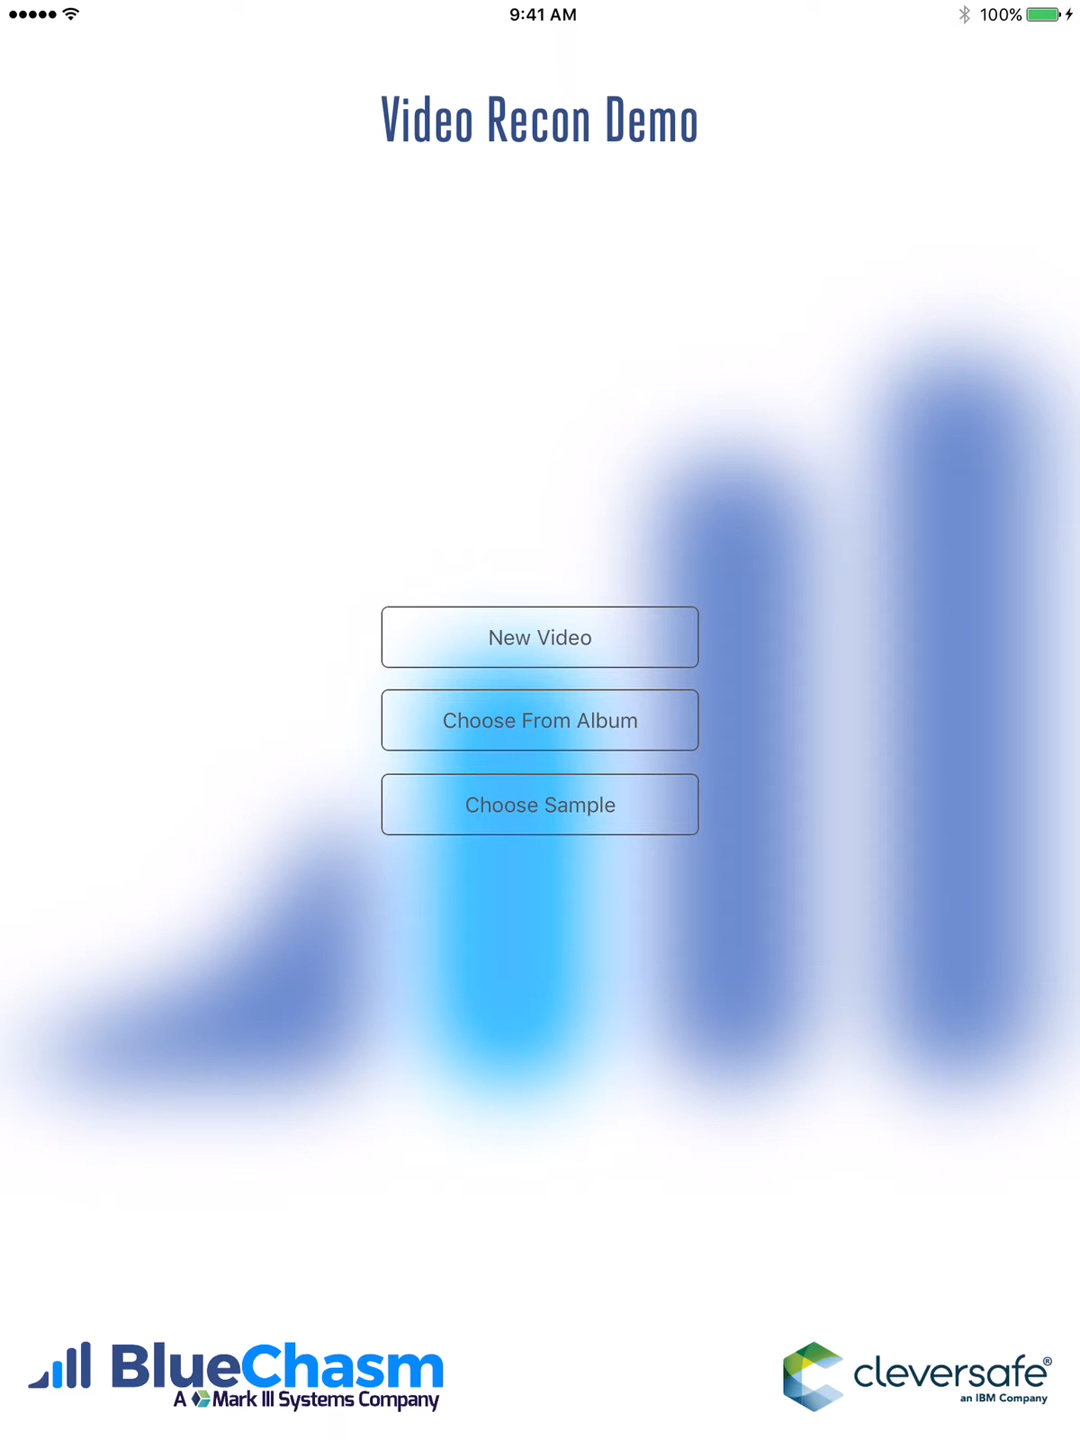 9:41 AM
100%
Video Recon Demo
New Video
Choose From Album
Choose Sample
BlueChasm
A Mark III Systems Company
cleversafe®
an IBM Company